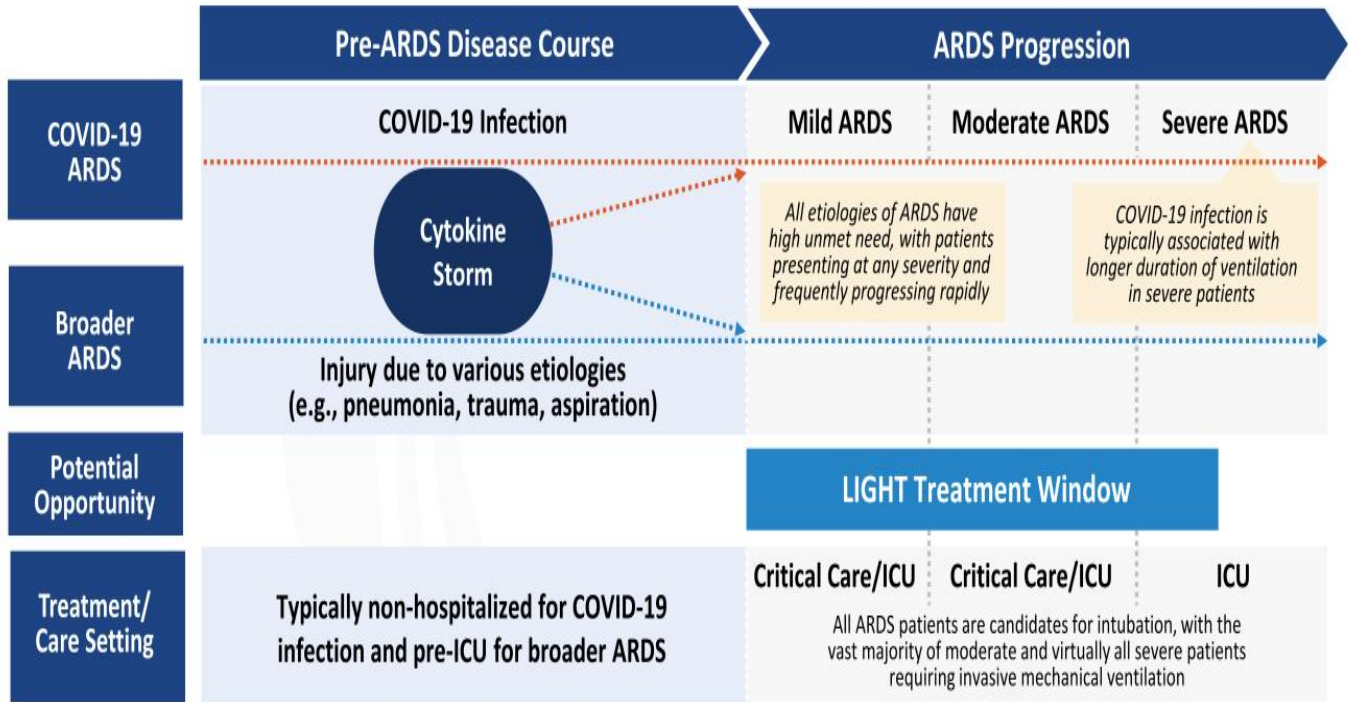 Pre-ARDS Disease Course
ARDS Progression
COVID-19
ARDS
COVID-19 Infection
Mild ARDS
Moderate ARDS
Severe ARDS
Cytokine
Storm
All etiologies of ARDS have
high unmet need, with patients
presenting at any severity and
frequently progressing rapidly
COVID-19 infection is
typically associated with
longer duration of ventilation
in severe patients
Broader
ARDS
Injury due to various etiologies
(e.g., pneumonia, trauma, aspiration)
Potential
Opportunity
LIGHT Treatment Window
Treatment/
Care Setting
Typically non-hospitalized for COVID-19
infection and pre-ICU for broader ARDS
Critical Care/ICU
Critical Care/ICU
ICU
All ARDS patients are candidates for intubation, with the
vast majority of moderate and virtually all severe patients
requiring invasive mechanical ventilation